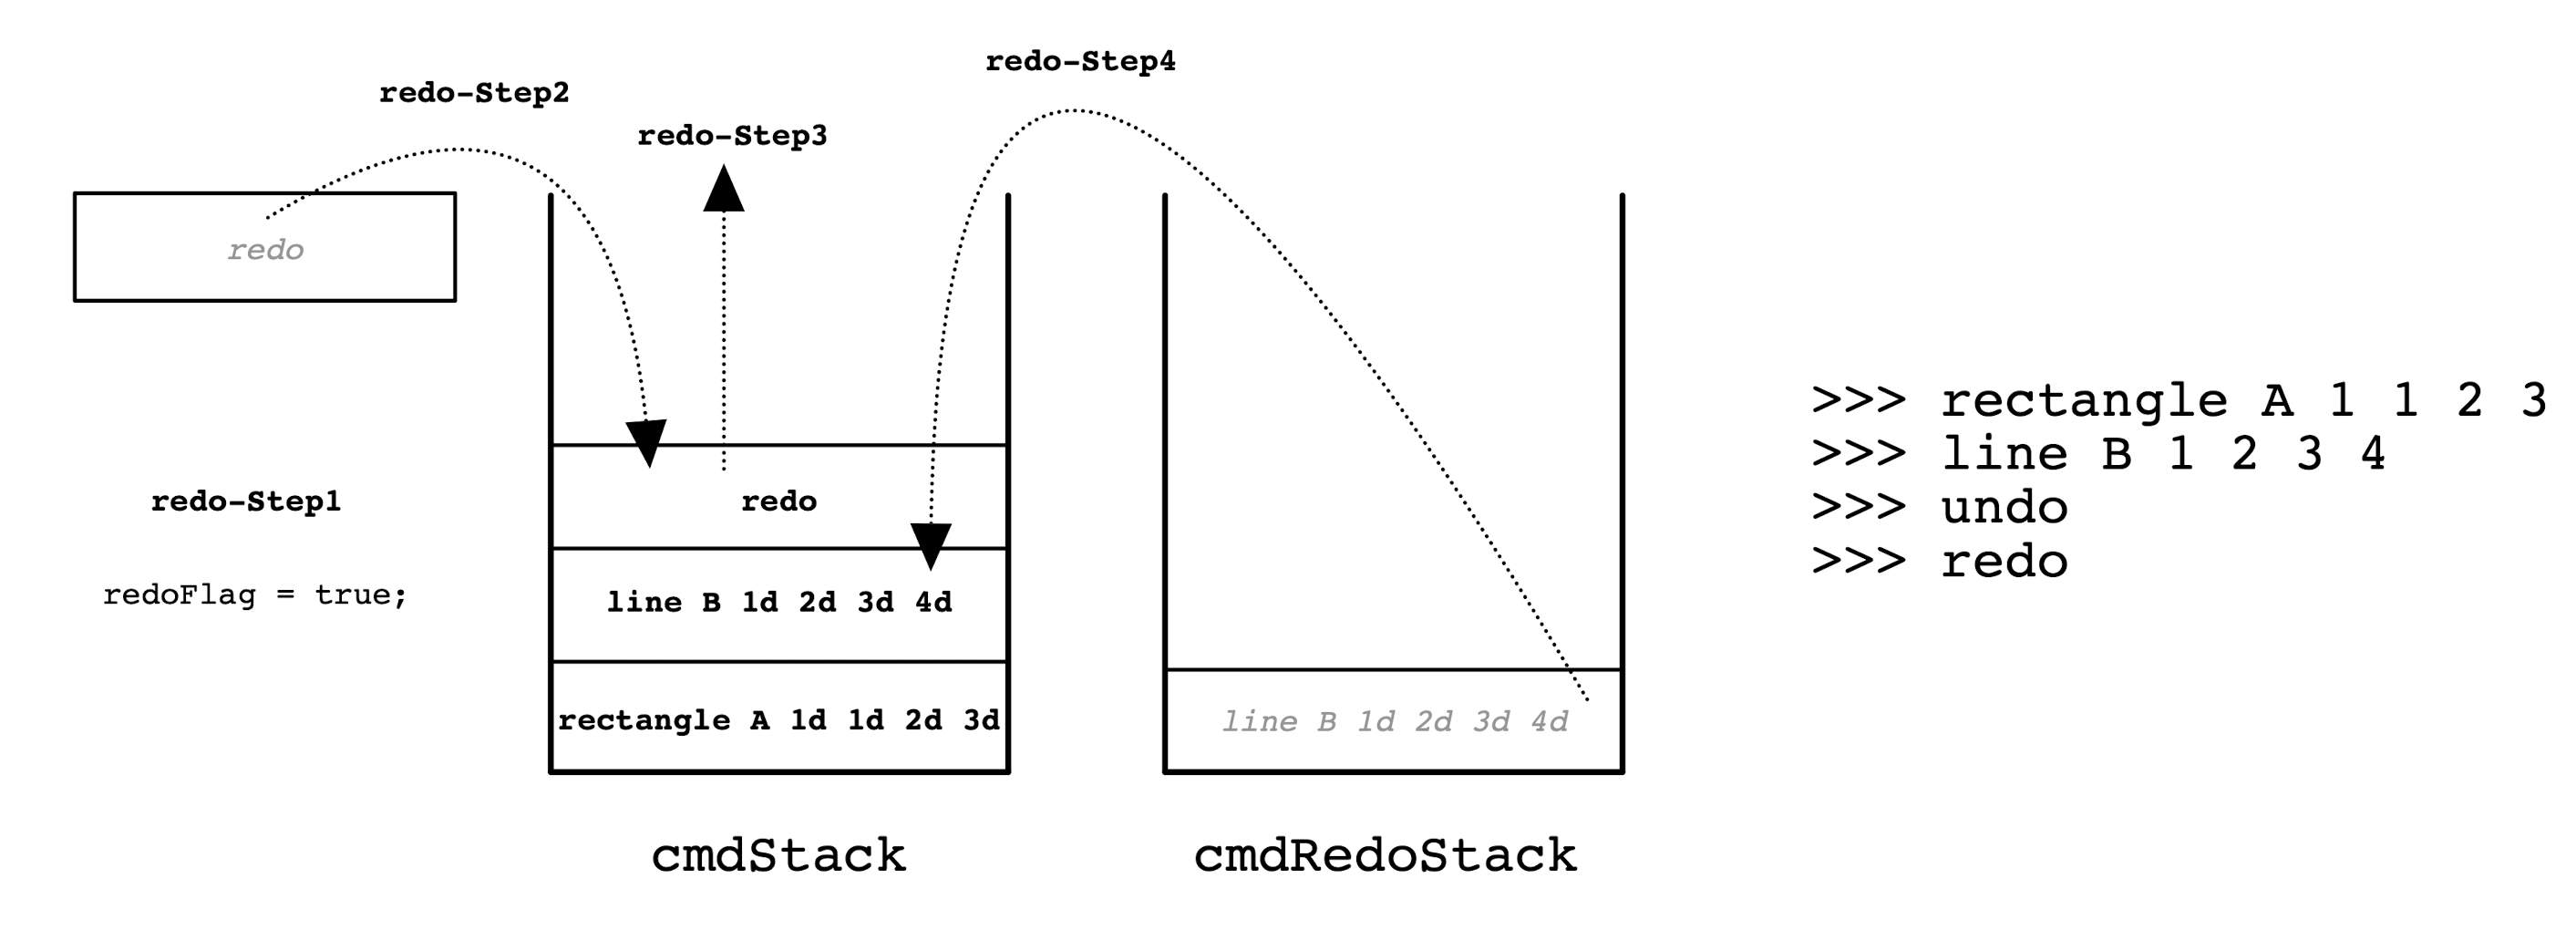 redo-Step4
redo-Step2
redo-Step3
redo
redo-Step1
redoFlag = true;
redo
line B 1d 2d 3d 4d
rectangle A 1d 1d 2d 3d
cmdStack
line B 1d 2d 3d 4d
cmdRedoStack
>>> rectangle A 1 1 2 3
>>> line B 1 2 3 4
>>> undo
>>> redo